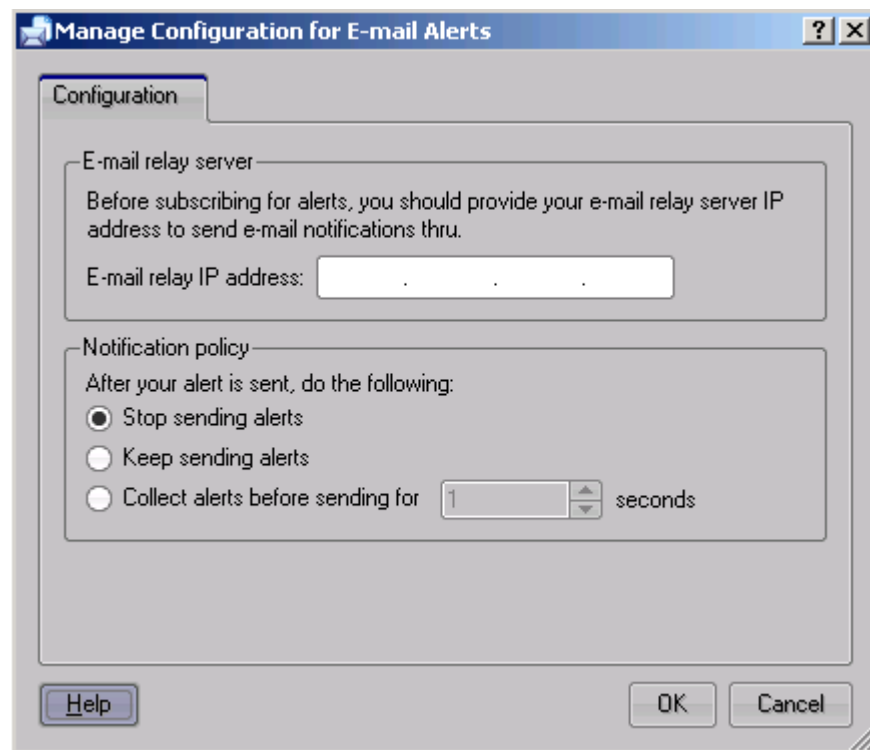 Manage Configuration for E-mail Alerts
Configuration
E-mail relay server
Before subscribing for alerts, you should provide your e-mail relay server IP
address to send e-mail notifications thru.
E-mail relay IP address: . . .
Notification policy
After your alert is sent, do the following:
Stop sending alerts
Keep sending alerts
Collect alerts before sending for 1 seconds
Help OK Cancel